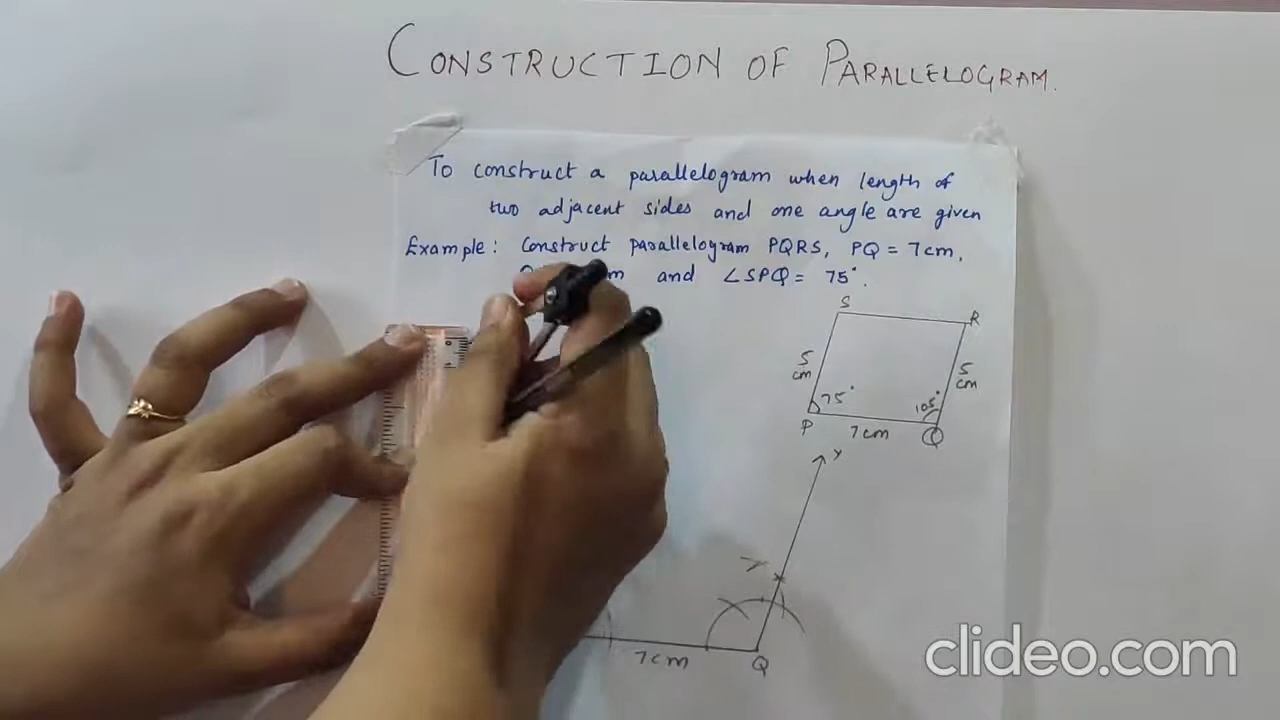 CONSTRUCTION OF PARALLELOGRAM.
To construct a parallelogram when length of
two adjacent sides and one angle are given
Example: Construct parallelogram PQRS, PQ = 7cm,
and ∠SPQ = 75°.
S
R
5
cm
5
cm
75°
105°
P
7cm
Q
Y
7cm
Q
clideo.com